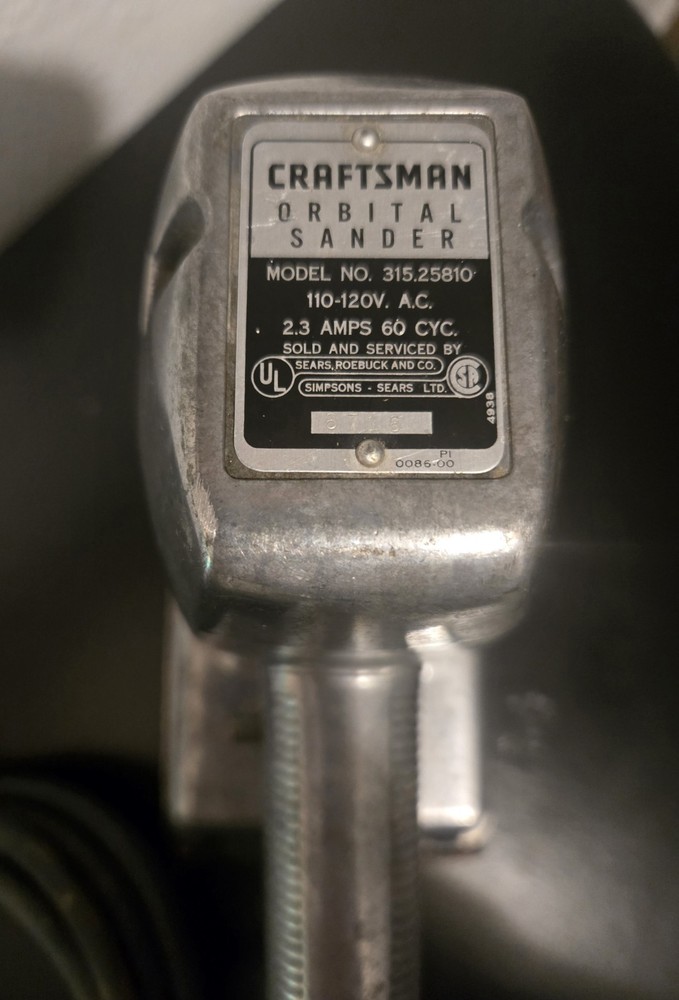 CRAFTSMAN
ORBITAL
SANDER
MODEL NO. 315.25810
110-120V. A.C.
2.3 AMPS 60 CYC.
SOLD AND SERVICED BY
UL
SEARS, ROEBUCK AND CO.
SIMPSONS - SEARS LTD.
4938
PI
0086-00